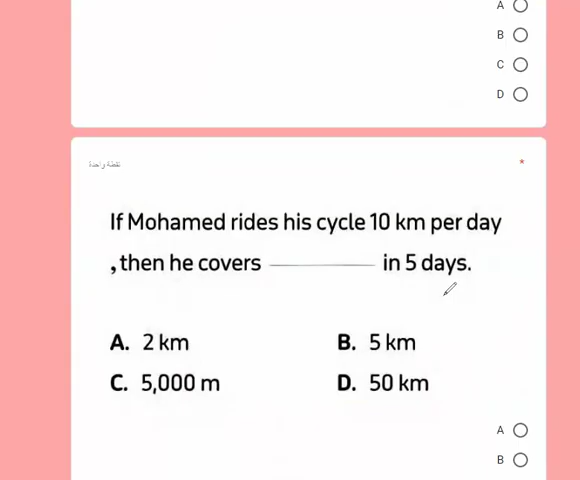 A
B
C
D
نقطة واحدة
*
If Mohamed rides his cycle 10 km per day
,then he covers ________ in 5 days.
A. 2 km B. 5 km
C. 5,000 m D. 50 km
A
B